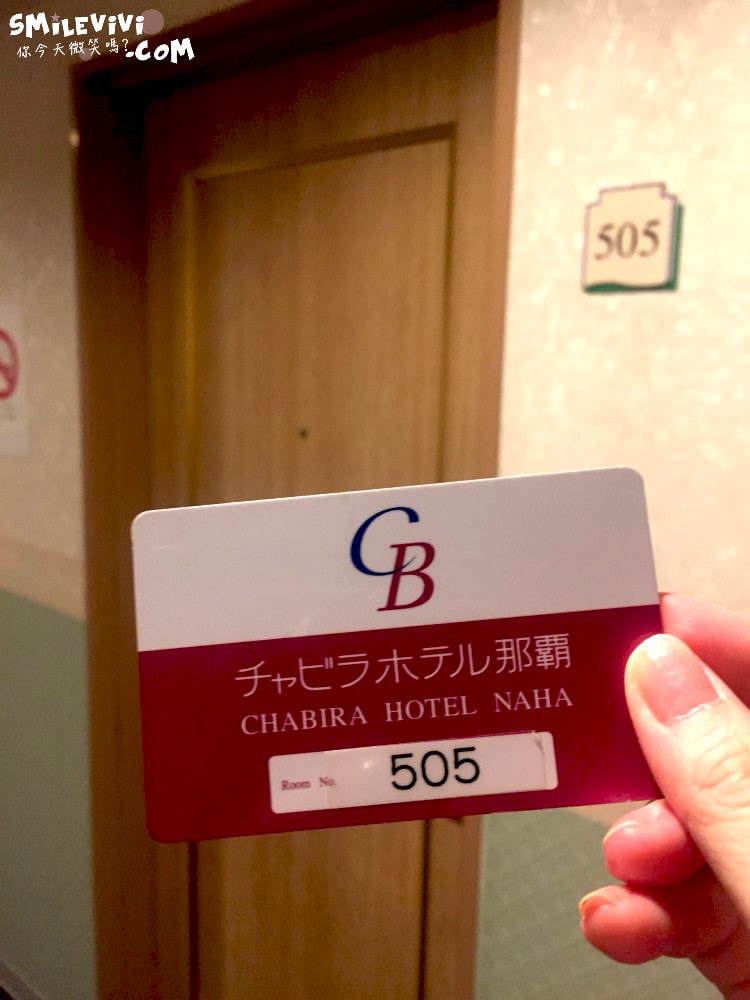 SMiLEViVi
你今天微笑嗎?.COM
505
CB
チャビラホテル那覇
CHABIRA HOTEL NAHA
Room No. 505